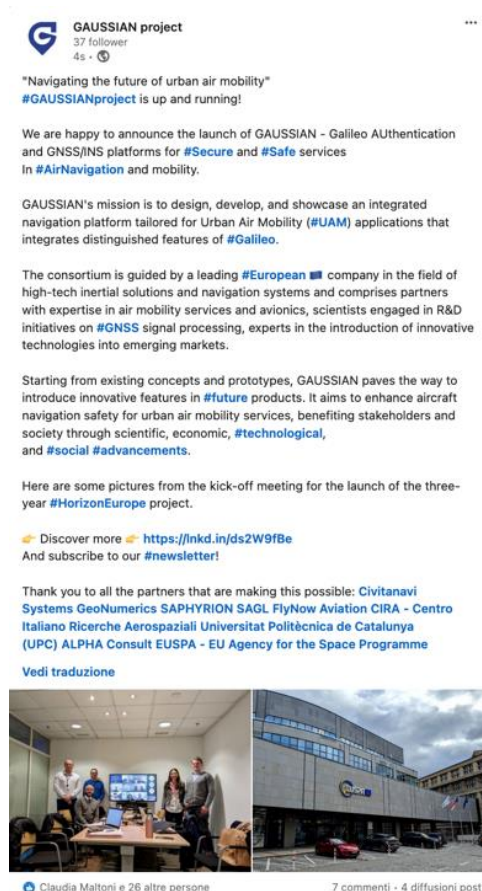 GAUSSIAN project
37 follower
4s •
"Navigating the future of urban air mobility"
#GAUSSIANproject is up and running!
We are happy to announce the launch of GAUSSIAN - Galileo AUthentication
and GNSS/INS platforms for #Secure and #Safe services
In #AirNavigation and mobility.
GAUSSIAN's mission is to design, develop, and showcase an integrated
navigation platform tailored for Urban Air Mobility (#UAM) applications that
integrates distinguished features of #Galileo.
The consortium is guided by a leading #European 🇪🇺 company in the field of
high-tech inertial solutions and navigation systems and comprises partners
with expertise in air mobility services and avionics, scientists engaged in R&D
initiatives on #GNSS signal processing, experts in the introduction of innovative
technologies into emerging markets.
Starting from existing concepts and prototypes, GAUSSIAN paves the way to
introduce innovative features in #future products. It aims to enhance aircraft
navigation safety for urban air mobility services, benefiting stakeholders and
society through scientific, economic, #technological,
and #social #advancements.
Here are some pictures from the kick-off meeting for the launch of the three-
year #HorizonEurope project.
👉 Discover more 👉 https://lnkd.in/ds2W9fBe
And subscribe to our #newsletter!
Thank you to all the partners that are making this possible: Civitanavi
Systems GeoNumerics SAPHYRION SAGL FlyNow Aviation CIRA - Centro
Italiano Ricerche Aerospaziali Universitat Politècnica de Catalunya
(UPC) ALPHA Consult EUSPA - EU Agency for the Space Programme
Vedi traduzione
Claudia Maltoni e 26 altre persone
7 commenti • 4 diffusioni post